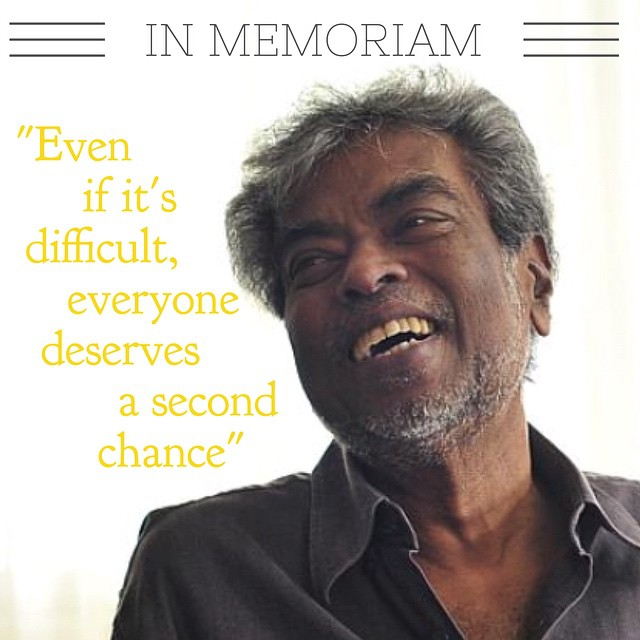 IN MEMORIAM
"Even
if it's
difficult,
everyone
deserves
a second
chance"